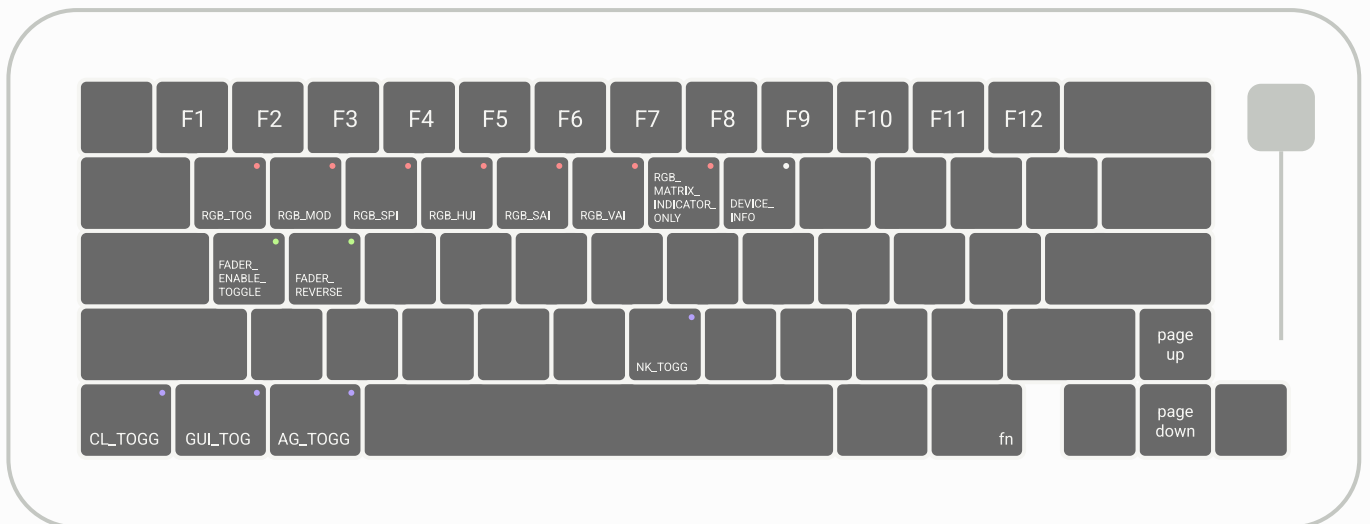 F1 F2 F3 F4 F5 F6 F7 F8 F9 F10 F11 F12
RGB_TOG
RGB_MOD
RGB_SPI
RGB_HUI
RGB_SAI
RGB_VAI
RGB_
MATRIX_
INDICATOR_
ONLY
DEVICE_
INFO
FADER_
ENABLE_
TOGGLE
FADER_
REVERSE
NK_TOGG
page
up
CL_TOGG
GUI_TOG
AG_TOGG
fn
page
down